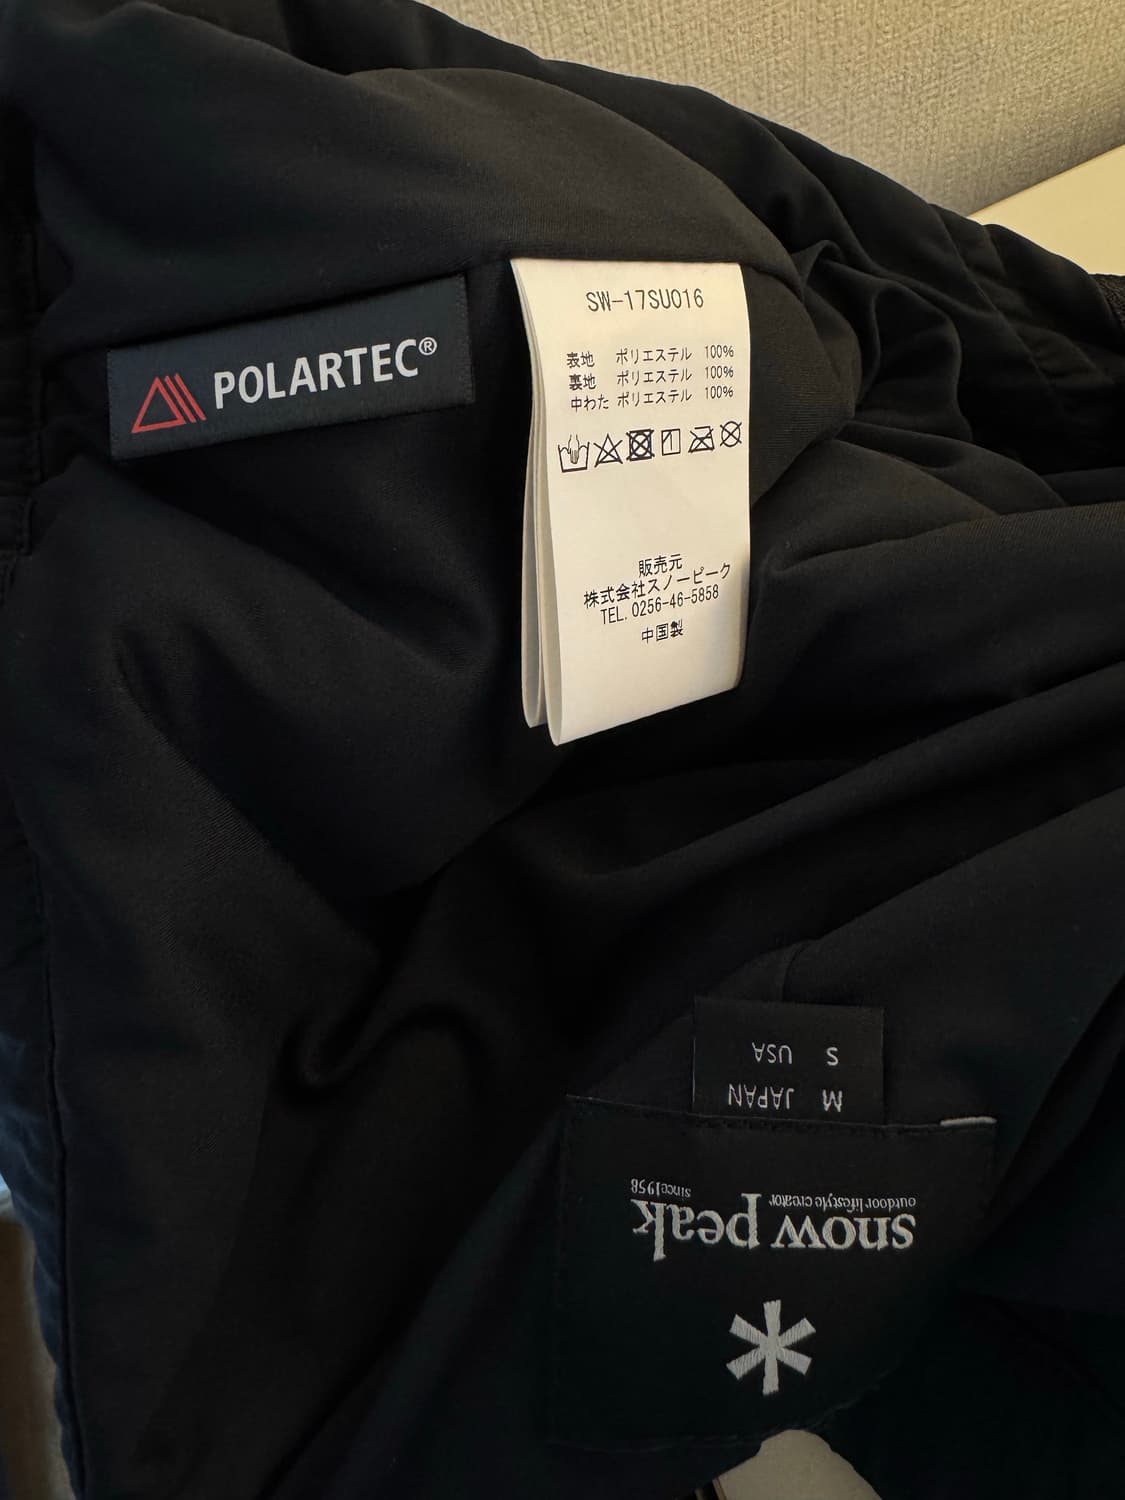 POLARTEC®
SW-17SU016
表地 ポリエステル 100%
裏地 ポリエステル 100%
中わた ポリエステル 100%
販売元
株式会社スノーピーク
TEL. 0256-46-5858
中国製
M JAPAN
S USA
snow peak
outdoor lifestyle creator since1958